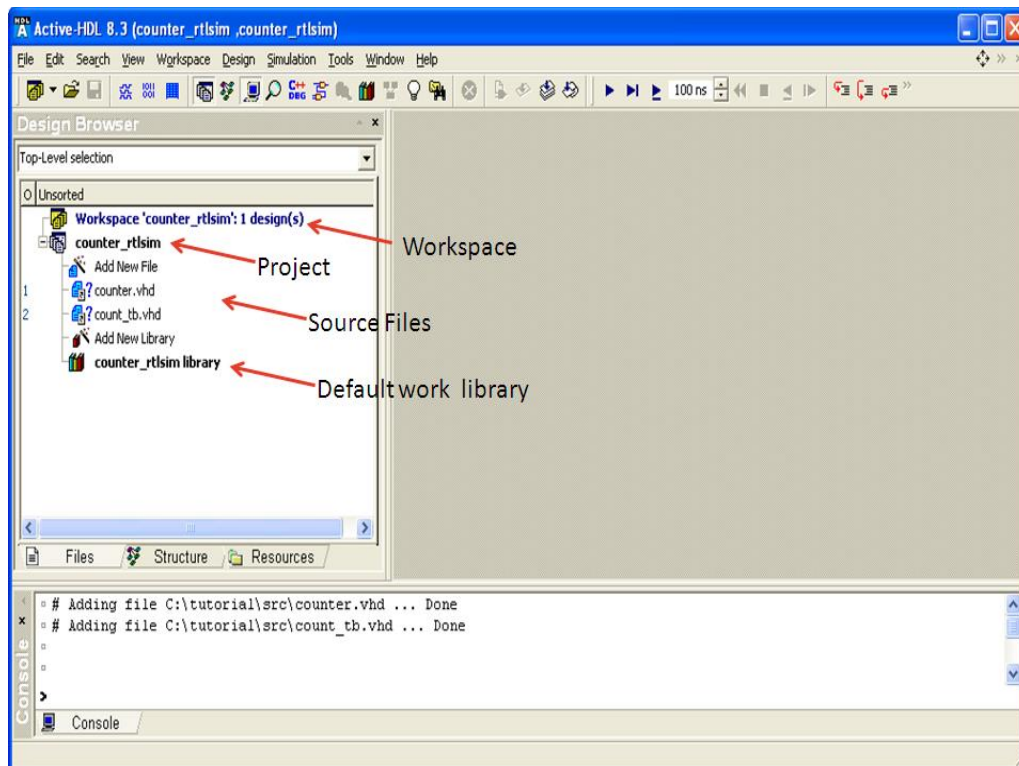 Active-HDL 8.3 (counter_rtlsim ,counter_rtlsim)
File Edit Search View Workspace Design Simulation Tools Window Help
100 ns
Design Browser
Top-Level selection
O Unsorted
Workspace 'counter_rtlsim': 1 design(s)
Workspace
counter_rtlsim
Project
Add New File
1 ? counter.vhd
2 ? count_tb.vhd
Source Files
Add New Library
counter_rtlsim library
Default work library
Files Structure Resources
# Adding file C:\tutorial\src\counter.vhd ... Done
# Adding file C:\tutorial\src\count_tb.vhd ... Done
>
Console
Console